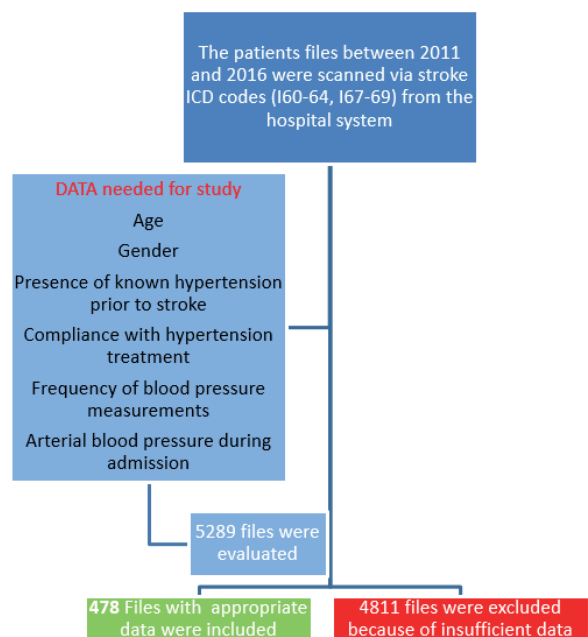 The patients files between 2011
and 2016 were scanned via stroke
ICD codes (I60-64, I67-69) from the
hospital system
DATA needed for study
Age
Gender
Presence of known hypertension
prior to stroke
Compliance with hypertension
treatment
Frequency of blood pressure
measurements
Arterial blood pressure during
admission
5289 files were
evaluated
478 Files with appropriate
data were included
4811 files were excluded
because of insufficient data